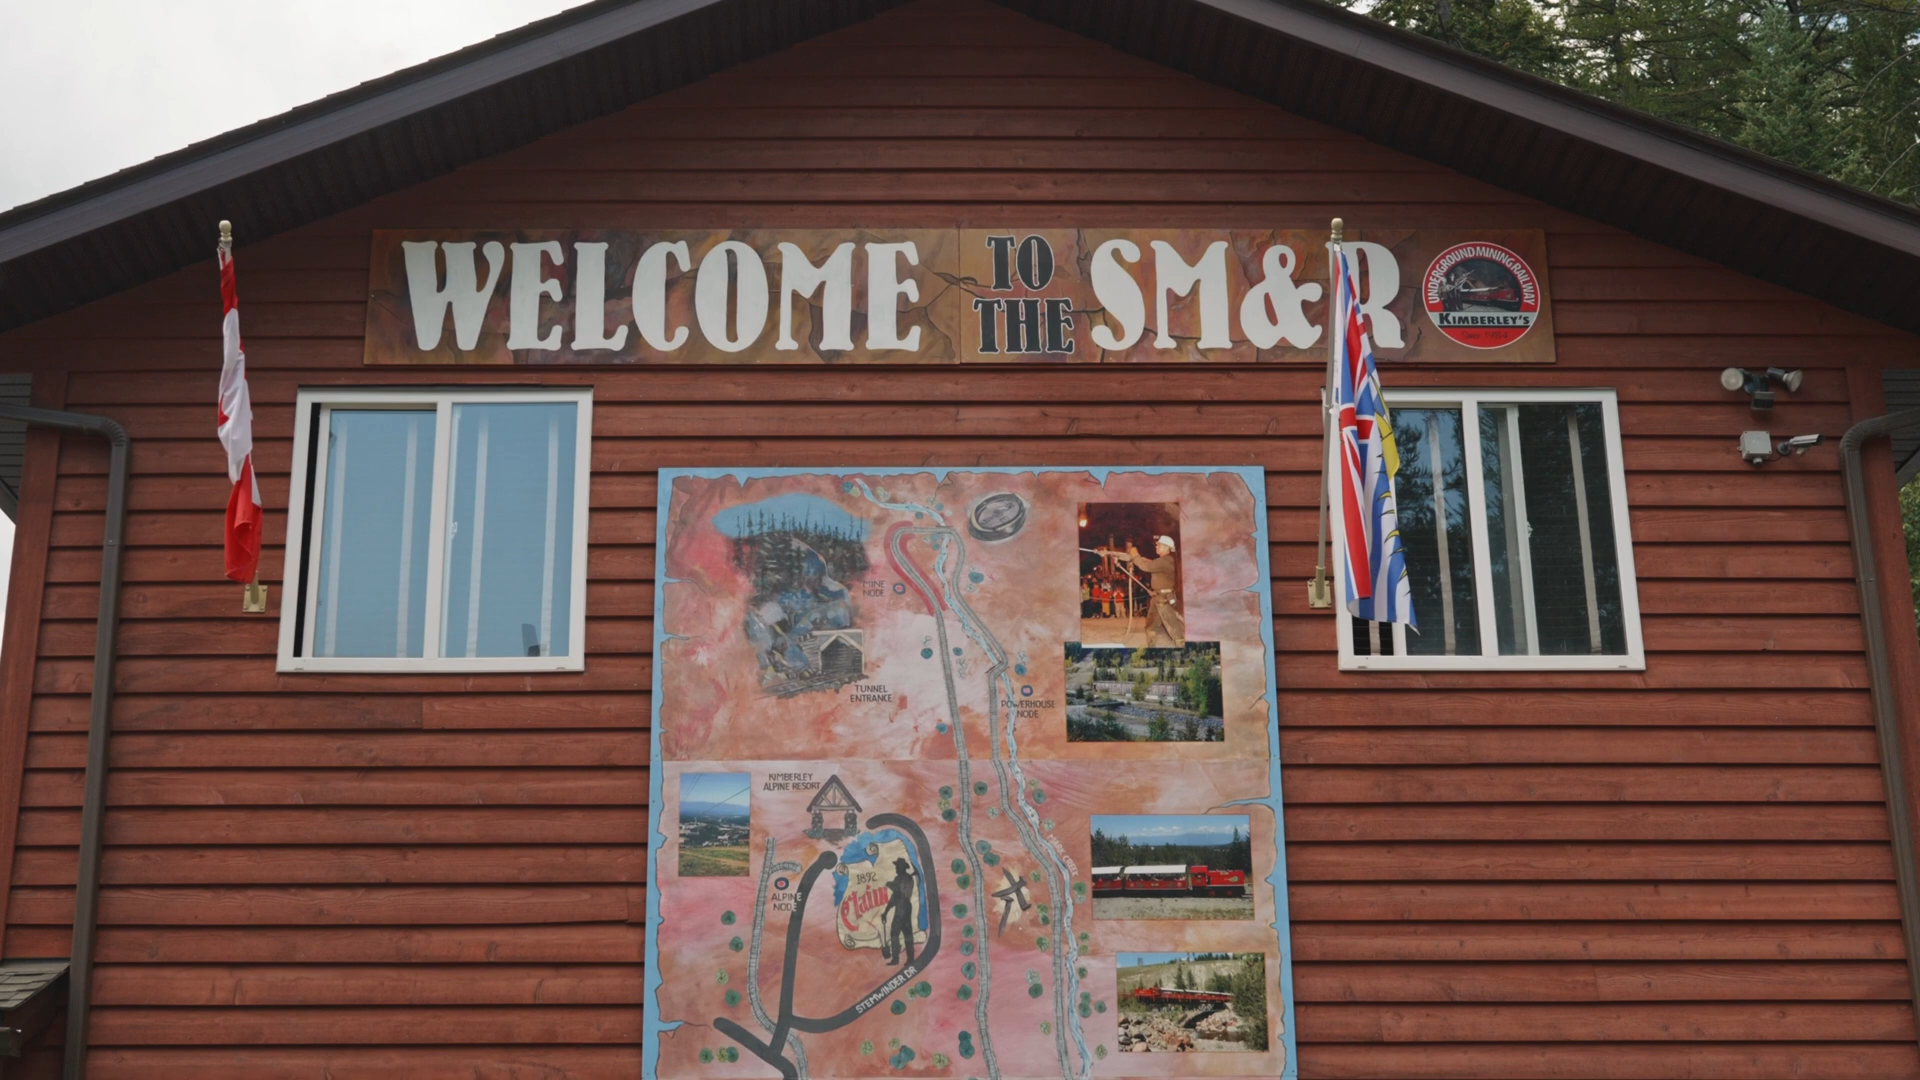 WELCOME TO THE SM&R
UNDERGROUND MINING RAILWAY
KIMBERLEY'S
MINE
NODE
TUNNEL
ENTRANCE
POWERHOUSE
NODE
KIMBERLEY
ALPINE RESORT
ALPINE
NODE
1892
Claim
STEMWINDER DR